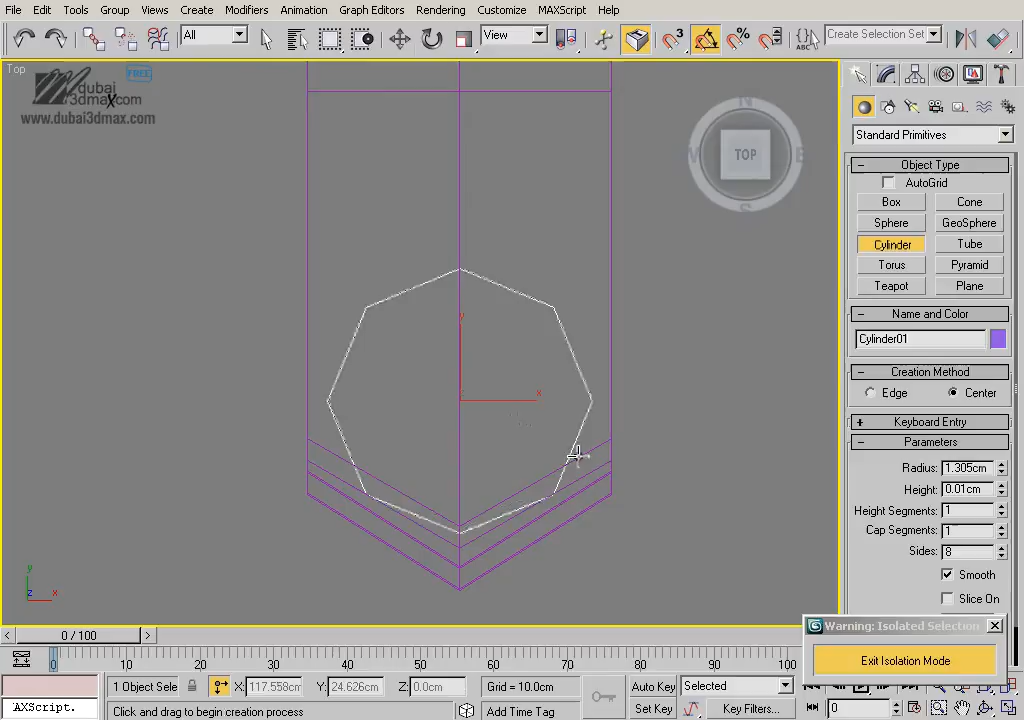 File Edit Tools Group Views Create Modifiers Animation Graph Editors Rendering Customize MAXScript Help
All View 3 % ABC Create Selection Set
Top
FREE
dubai
3dmax.com
www.dubai3dmax.com
N
W TOP E
S
Standard Primitives
- Object Type
AutoGrid
Box Cone
Sphere GeoSphere
Cylinder Tube
Torus Pyramid
Teapot Plane
- Name and Color
Cylinder01
- Creation Method
Edge Center
+ Keyboard Entry
- Parameters
Radius: 1.305cm
Height: 0.01cm
Height Segments: 1
Cap Segments: 1
Sides: 8
Smooth
Slice On
y
x
y
z x
Warning: Isolated Selection
Exit Isolation Mode
< 0 / 100 >
0 10 20 30 40 50 60 70 80 90 100
1 Object Sele X: 117.558cm Y: 24.626cm Z: 0.0cm Grid = 10.0cm Auto Key Selected
'AXScript. Click and drag to begin creation process Add Time Tag Set Key Key Filters... 0